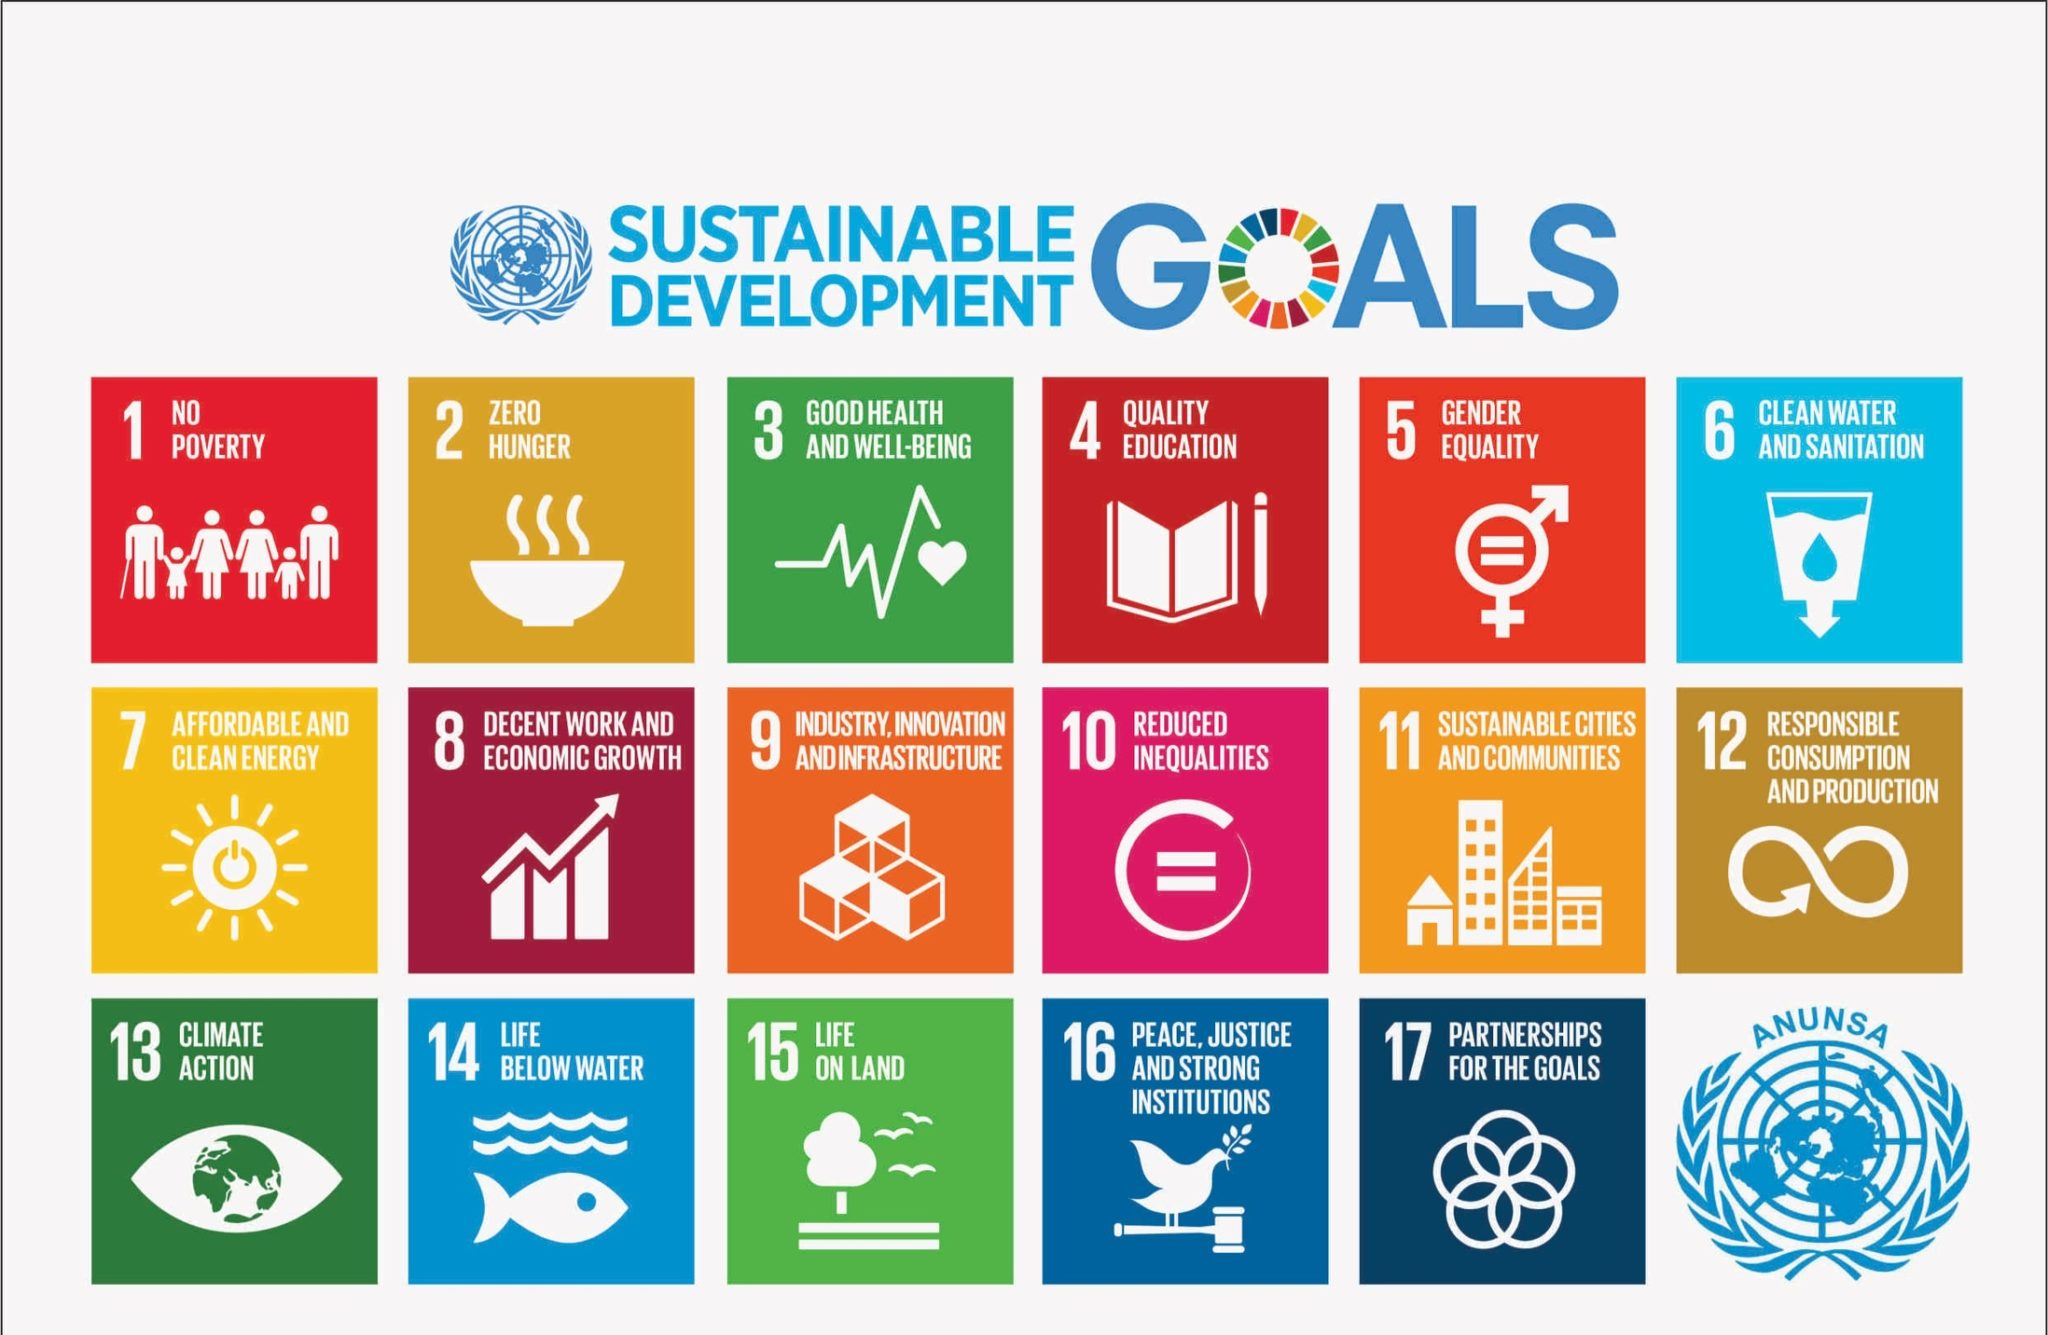 SUSTAINABLE
DEVELOPMENT
GOALS
1 NO
POVERTY
2 ZERO
HUNGER
3 GOOD HEALTH
AND WELL-BEING
4 QUALITY
EDUCATION
5 GENDER
EQUALITY
6 CLEAN WATER
AND SANITATION
7 AFFORDABLE AND
CLEAN ENERGY
8 DECENT WORK AND
ECONOMIC GROWTH
9 INDUSTRY, INNOVATION
AND INFRASTRUCTURE
10 REDUCED
INEQUALITIES
11 SUSTAINABLE CITIES
AND COMMUNITIES
12 RESPONSIBLE
CONSUMPTION
AND PRODUCTION
13 CLIMATE
ACTION
14 LIFE
BELOW WATER
15 LIFE
ON LAND
16 PEACE, JUSTICE
AND STRONG
INSTITUTIONS
17 PARTNERSHIPS
FOR THE GOALS
ANUNSA